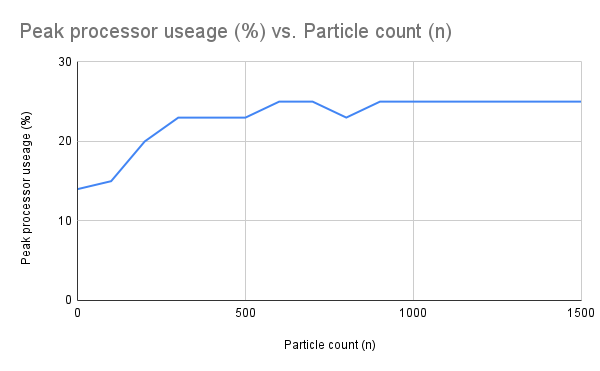 Peak processor useage (%) vs. Particle count (n)
Peak processor useage (%)
30
20
10
0
0 500 1000 1500
Particle count (n)